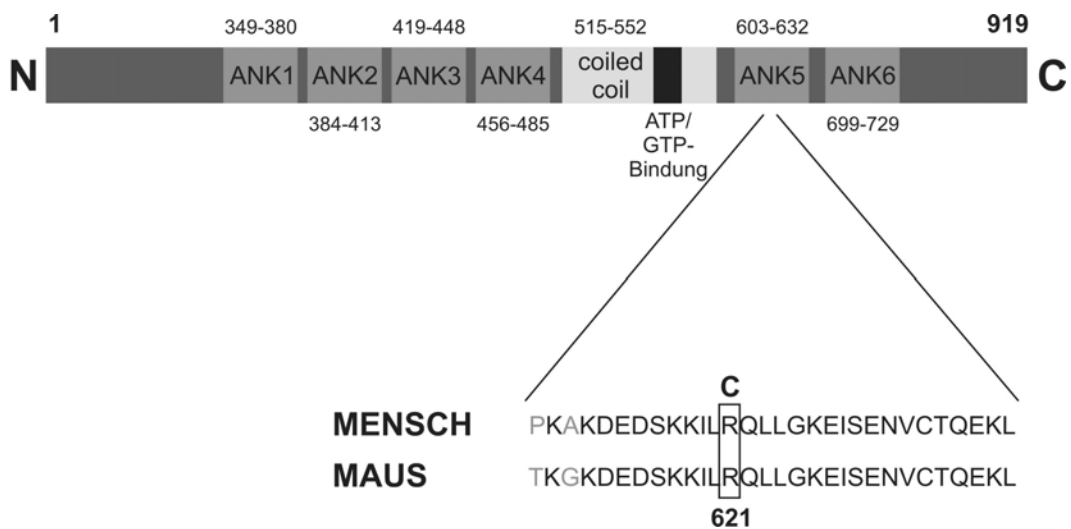 1 349-380 419-448 515-552 603-632 919
N ANK1 ANK2 ANK3 ANK4 coiled coil ANK5 ANK6 C
384-413 456-485 ATP/ 699-729
GTP-
Bindung
C
MENSCH PKAKDEDSKKILRQLLGKEISENVCTQEKL
MAUS TKGKDEDSKKILRQLLGKEISENVCTQEKL
621